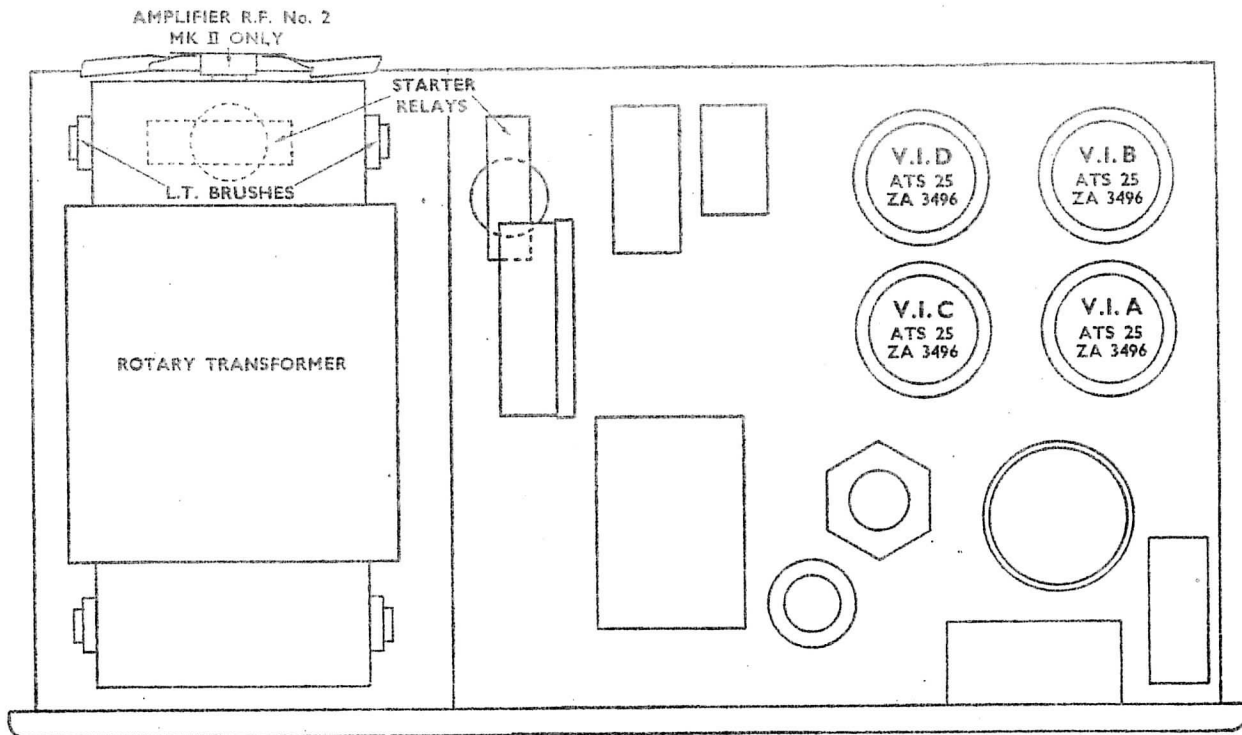 AMPLIFIER R.F. No. 2
MK II ONLY
STARTER
RELAYS
L.T. BRUSHES
ROTARY TRANSFORMER
V.I.D
ATS 25
ZA 3496
V.I.B
ATS 25
ZA 3496
V.I.C
ATS 25
ZA 3496
V.I.A
ATS 25
ZA 3496